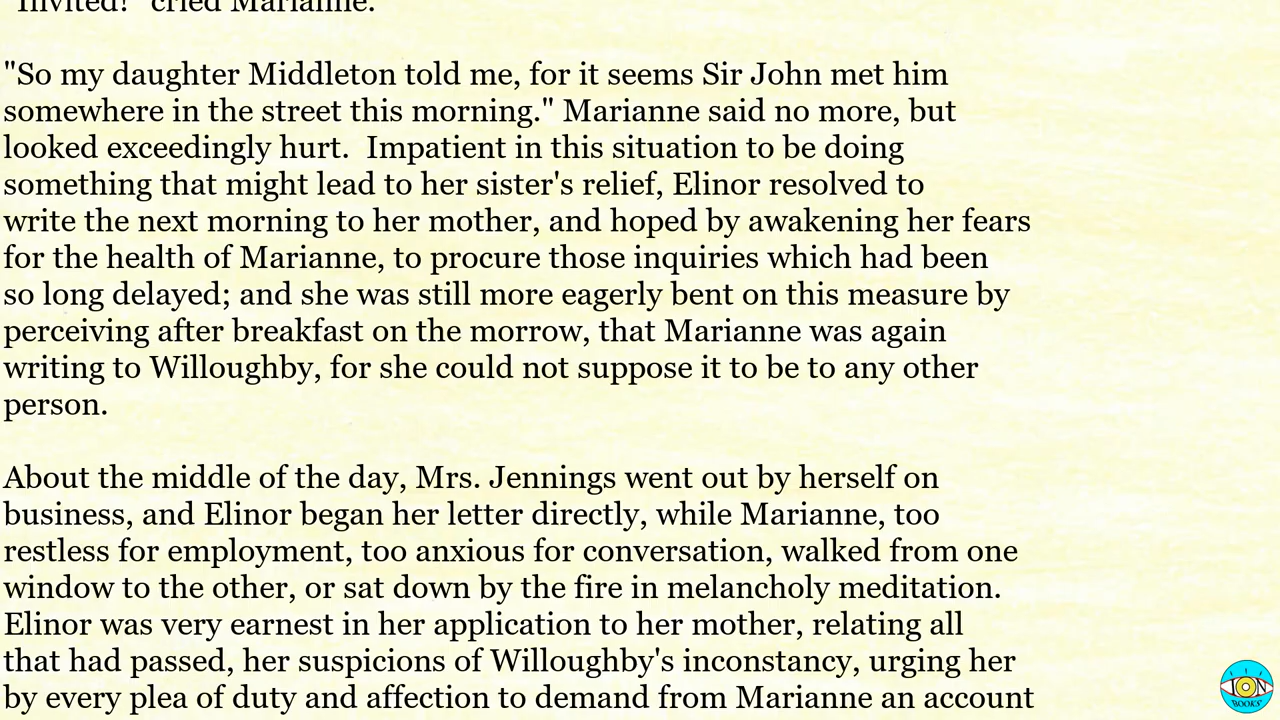 "Invited!" cried Marianne.
"So my daughter Middleton told me, for it seems Sir John met him
somewhere in the street this morning." Marianne said no more, but
looked exceedingly hurt.  Impatient in this situation to be doing
something that might lead to her sister's relief, Elinor resolved to
write the next morning to her mother, and hoped by awakening her fears
for the health of Marianne, to procure those inquiries which had been
so long delayed; and she was still more eagerly bent on this measure by
perceiving after breakfast on the morrow, that Marianne was again
writing to Willoughby, for she could not suppose it to be to any other
person.
About the middle of the day, Mrs. Jennings went out by herself on
business, and Elinor began her letter directly, while Marianne, too
restless for employment, too anxious for conversation, walked from one
window to the other, or sat down by the fire in melancholy meditation.
Elinor was very earnest in her application to her mother, relating all
that had passed, her suspicions of Willoughby's inconstancy, urging her
by every plea of duty and affection to demand from Marianne an account
ION
BOOKS